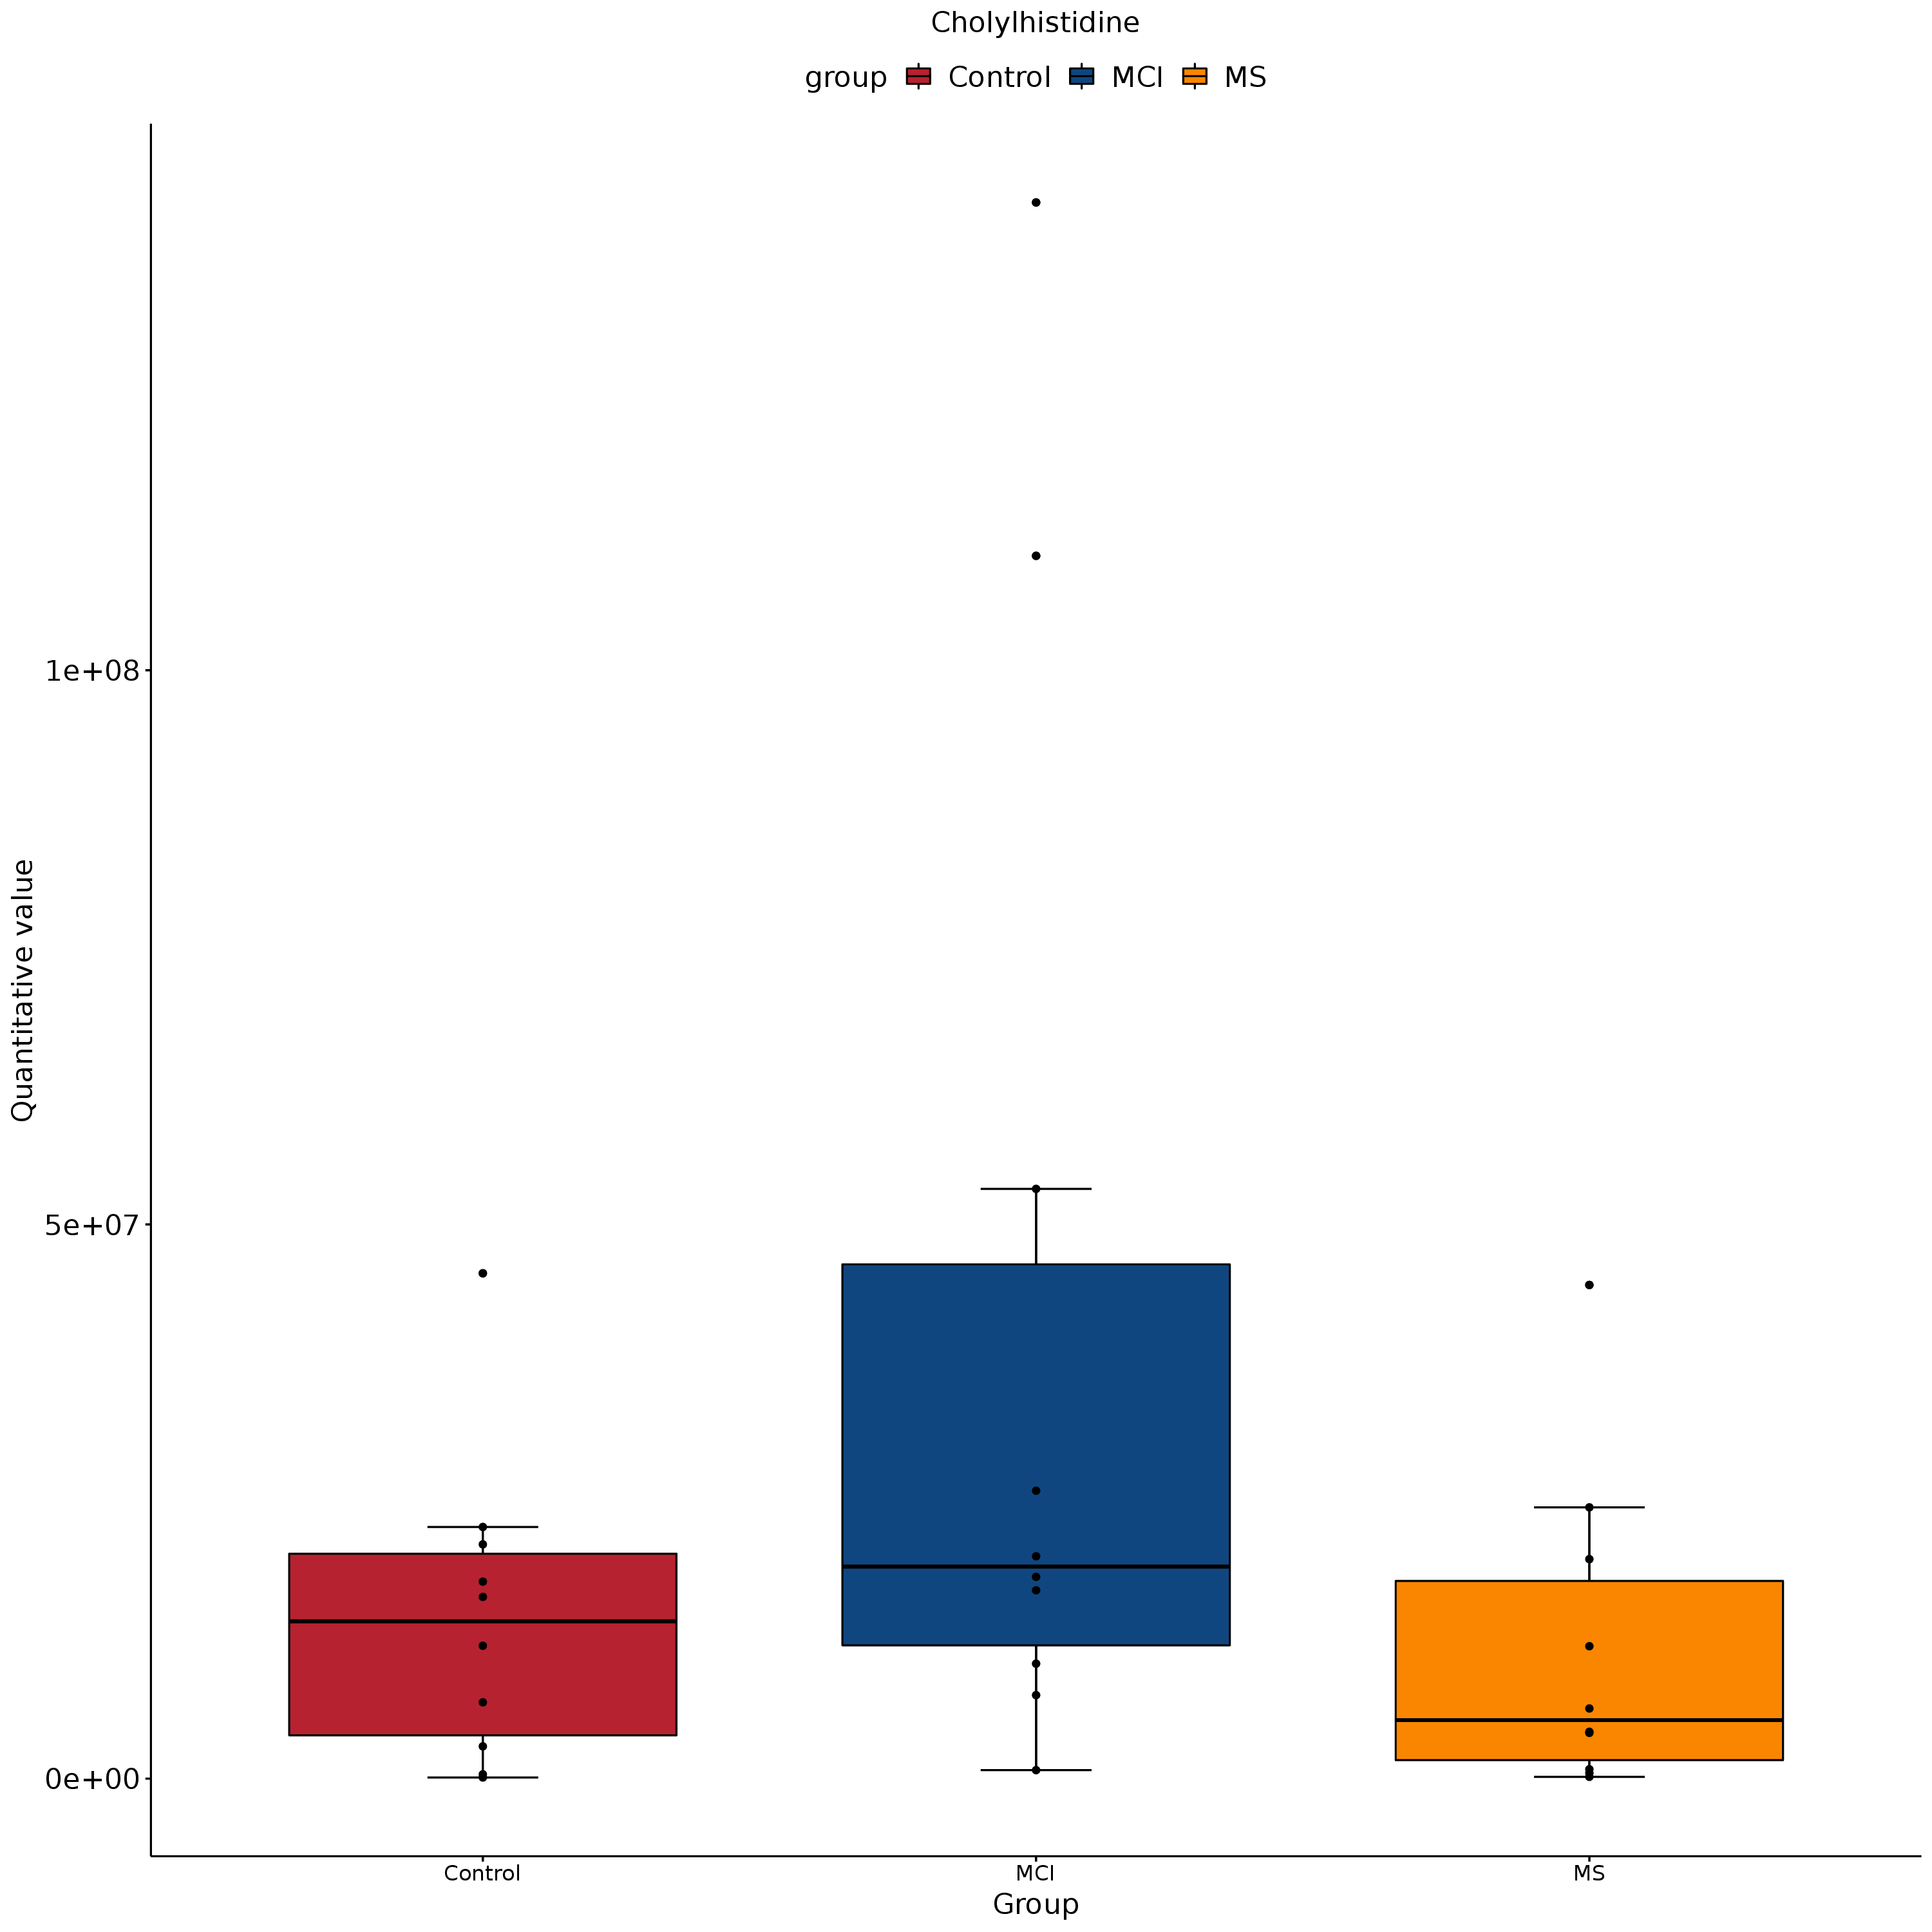 Cholylhistidine
group Control MCI MS
Quantitative value
1e+08
5e+07
0e+00
Control MCI MS
Group